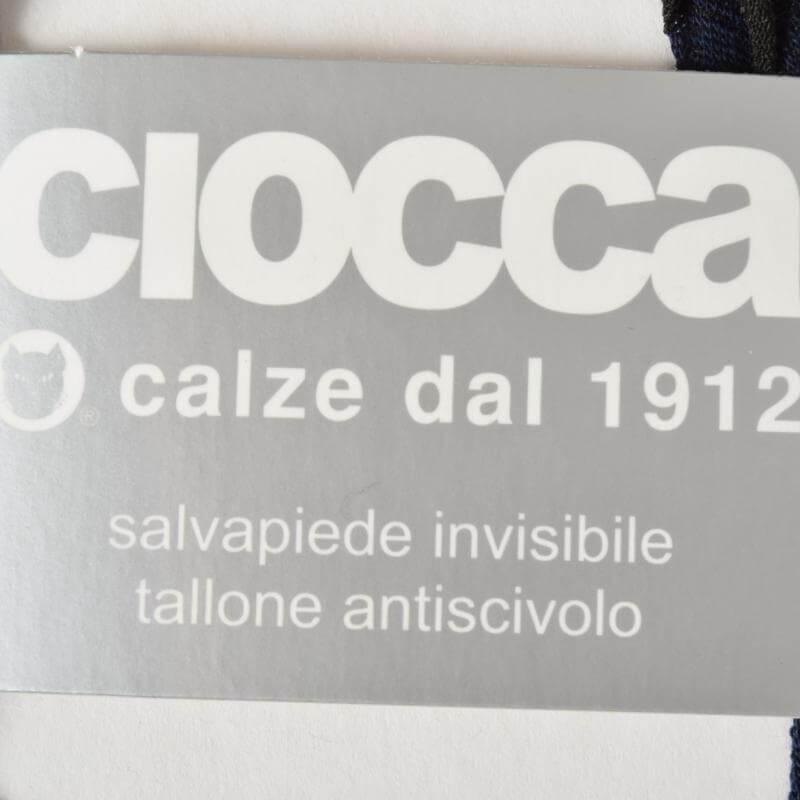 CIOCCA
® calze dal 1912
salvapiede invisibile
tallone antiscivolo